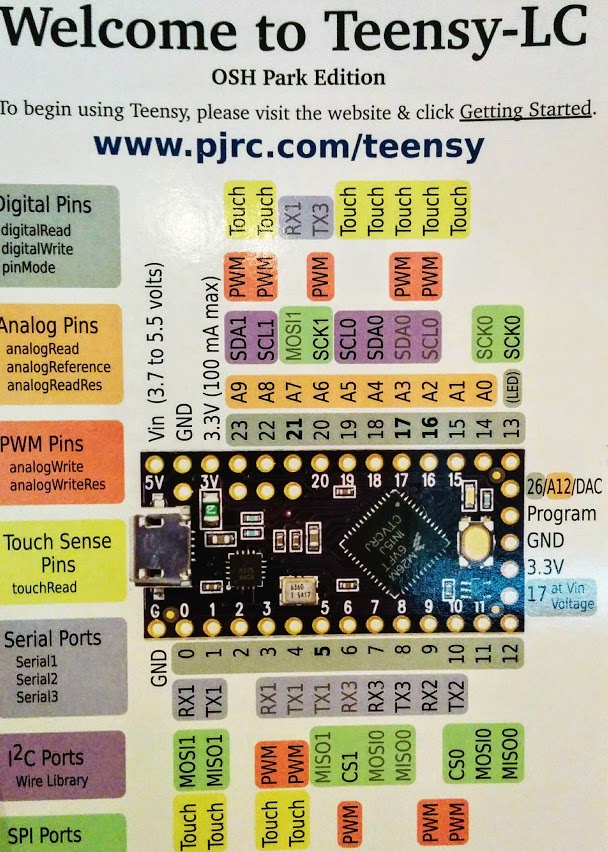 Welcome to Teensy-LC
OSH Park Edition
To begin using Teensy, please visit the website & click Getting Started.
www.pjrc.com/teensy
Digital Pins
digitalRead
digitalWrite
pinMode
Analog Pins
analogRead
analogReference
analogReadRes
PWM Pins
analogWrite
analogWriteRes
Touch Sense
Pins
touchRead
Serial Ports
Serial1
Serial2
Serial3
I2C Ports
Wire Library
SPI Ports
Vin (3.7 to 5.5 volts)
GND
3.3V (100 mA max)
Touch Touch RX1 TX3 Touch Touch Touch Touch Touch
PWM PWM PWM PWM PWM
SDA1 SCL1 MOSI1 SCK1 SCL0 SDA0 SDA0 SCL0 SCK0 SCK0
A9 A8 A7 A6 A5 A4 A3 A2 A1 A0 (LED)
23 22 21 20 19 18 17 16 15 14 13
5V 3V 20 19 18 17 16 15
26/A12/DAC
Program
GND
3.3V
17 at Vin
Voltage
G 0 1 2 3 4 5 6 7 8 9 10 11
GND 0 1 2 3 4 5 6 7 8 9 10 11 12
RX1 TX1 RX1 TX1 TX1 RX3 RX3 TX3 RX2 TX2
MOSI1 MISO1 PWM PWM MISO1 CS1 MOSI0 MISO0 CS0 MOSI0 MISO0
Touch Touch Touch Touch PWM PWM PWM